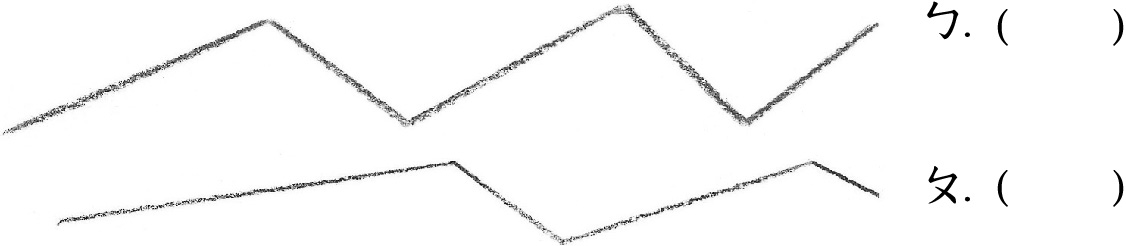 ㄅ. (　　)
ㄆ. (　　)